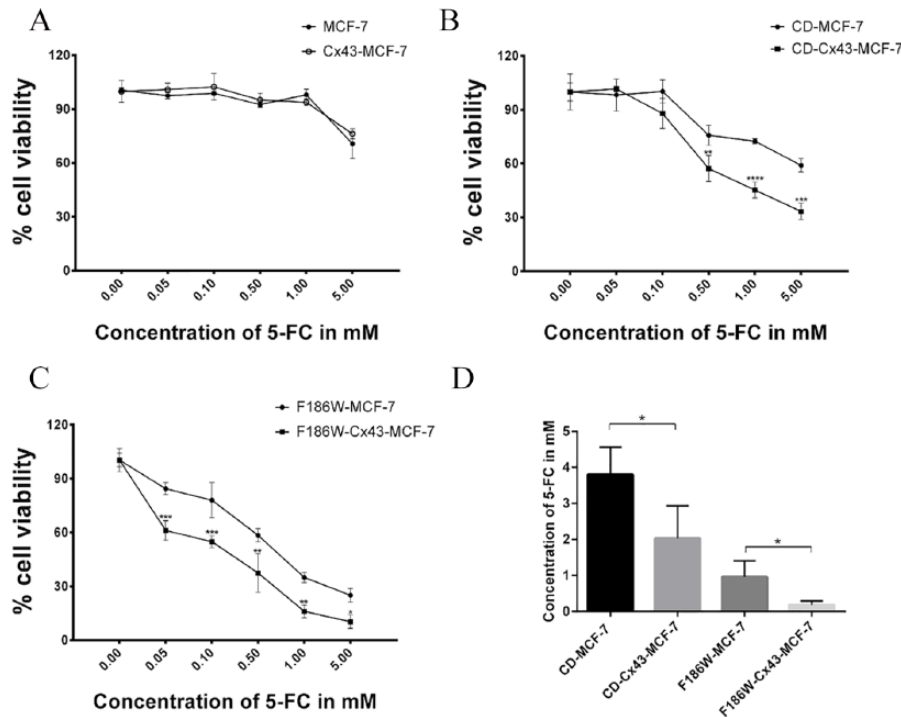 A
MCF-7
Cx43-MCF-7
120
90
60
30
0
% cell viability
0.00 0.05 0.10 0.50 1.00 5.00
Concentration of 5-FC in mM
B
CD-MCF-7
CD-Cx43-MCF-7
120
90
60
30
0
% cell viability
**
****
***
0.00 0.05 0.10 0.50 1.00 5.00
Concentration of 5-FC in mM
C
F186W-MCF-7
F186W-Cx43-MCF-7
120
90
60
30
0
% cell viability
***
***
**
**
*
0.00 0.05 0.10 0.50 1.00 5.00
Concentration of 5-FC in mM
D
Concentration of 5-FC in mM
5
4
3
2
1
0
*
*
CD-MCF-7
CD-Cx43-MCF-7
F186W-MCF-7
F186W-Cx43-MCF-7